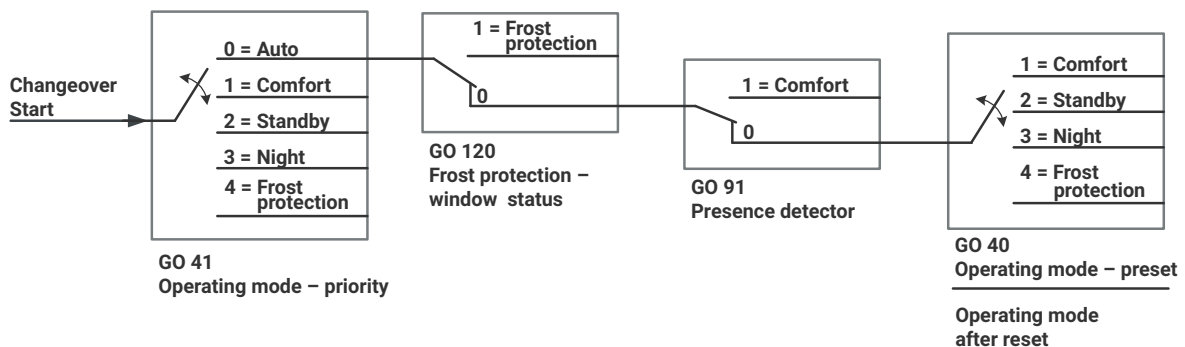 Changeover
Start
0 = Auto
1 = Comfort
2 = Standby
3 = Night
4 = Frost
protection
GO 41
Operating mode – priority
1 = Frost
protection
0
GO 120
Frost protection –
window status
1 = Comfort
0
GO 91
Presence detector
1 = Comfort
2 = Standby
3 = Night
4 = Frost
protection
GO 40
Operating mode – preset
Operating mode
after reset